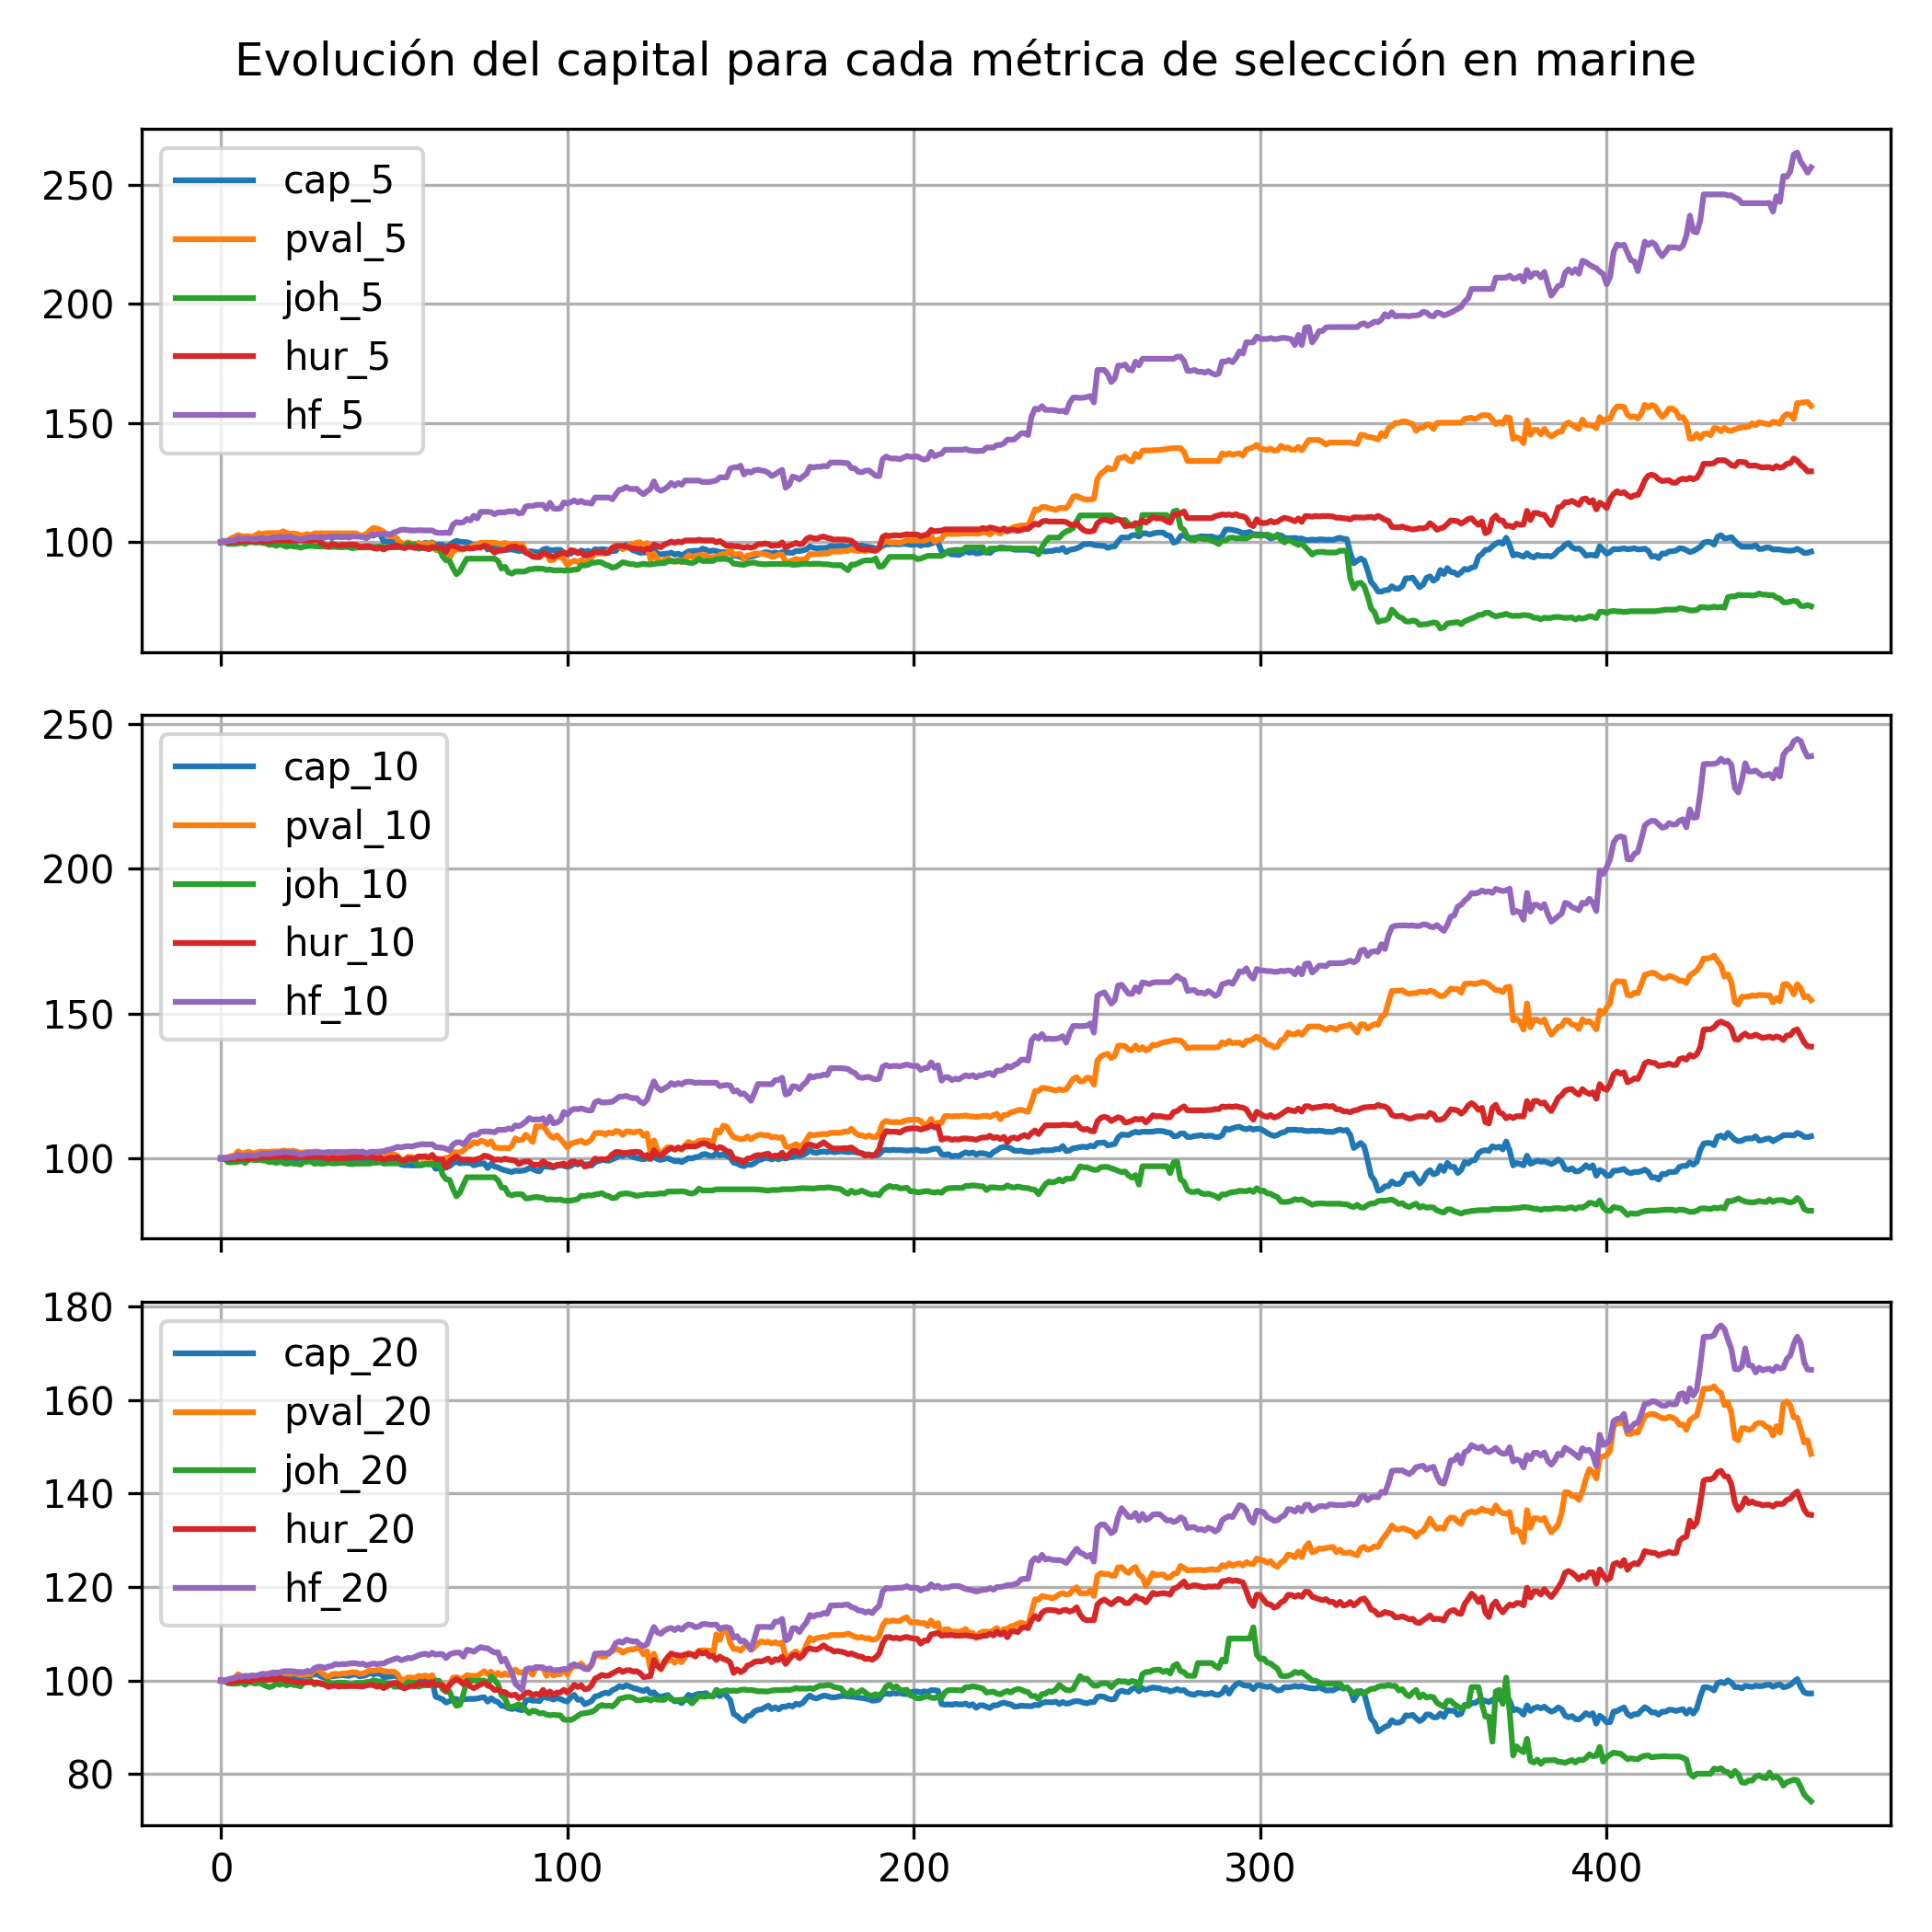 Evolución del capital para cada métrica de selección en marine
250
200
150
100
cap_5
pval_5
joh_5
hur_5
hf_5
250
200
150
100
cap_10
pval_10
joh_10
hur_10
hf_10
180
160
140
120
100
80
cap_20
pval_20
joh_20
hur_20
hf_20
0 100 200 300 400